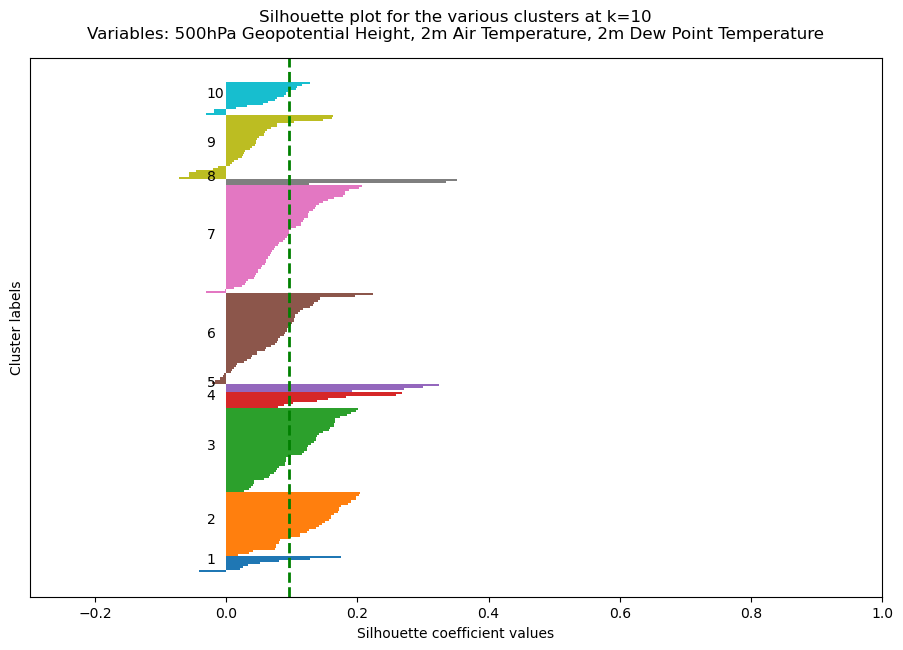 Silhouette plot for the various clusters at k=10
Variables: 500hPa Geopotential Height, 2m Air Temperature, 2m Dew Point Temperature
Cluster labels
10
9
8
7
6
5
4
3
2
1
−0.2 0.0 0.2 0.4 0.6 0.8 1.0
Silhouette coefficient values